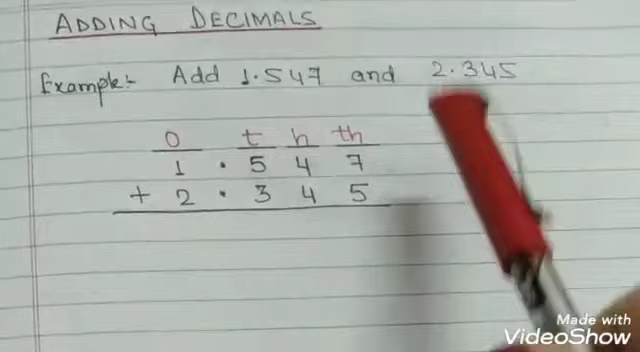 ADDING DECIMALS
Example:- Add 1.547 and 2.345
O t h th
1 . 5 4 7
+ 2 . 3 4 5
Made with
VideoShow